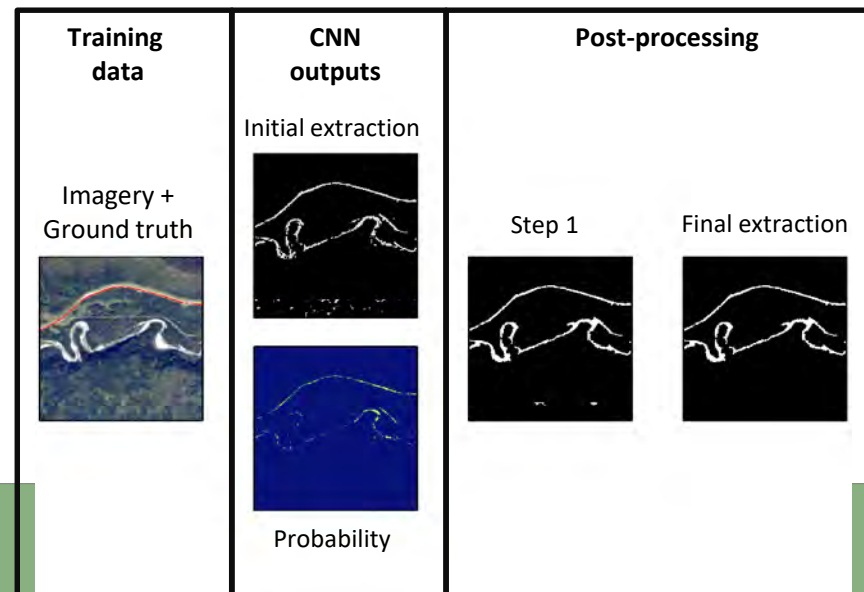 Training
data
CNN
outputs
Post-processing
Initial extraction
Imagery +
Ground truth
Step 1
Final extraction
Probability